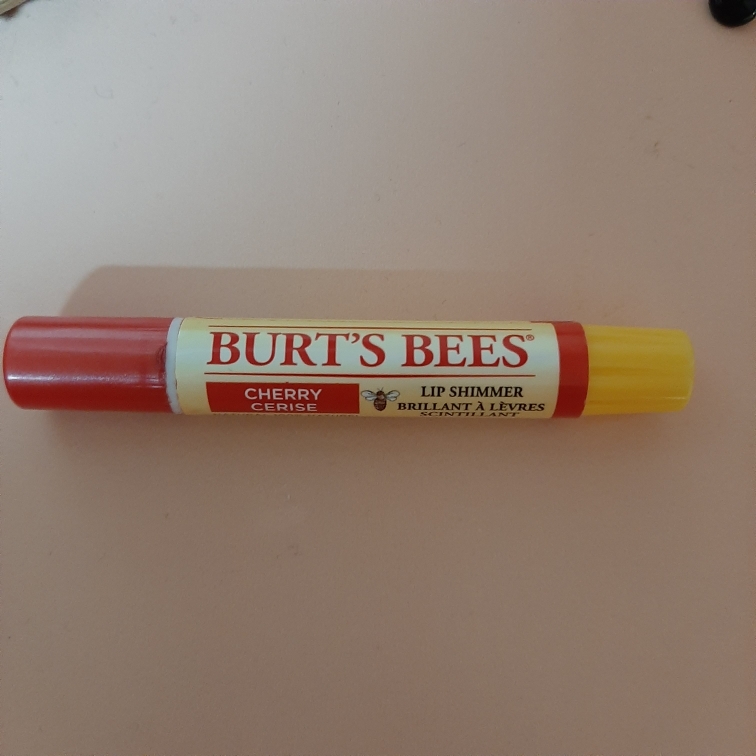 BURT'S BEES®
CHERRY
CERISE
LIP SHIMMER
BRILLANT À LÈVRES
SCINTILLANT